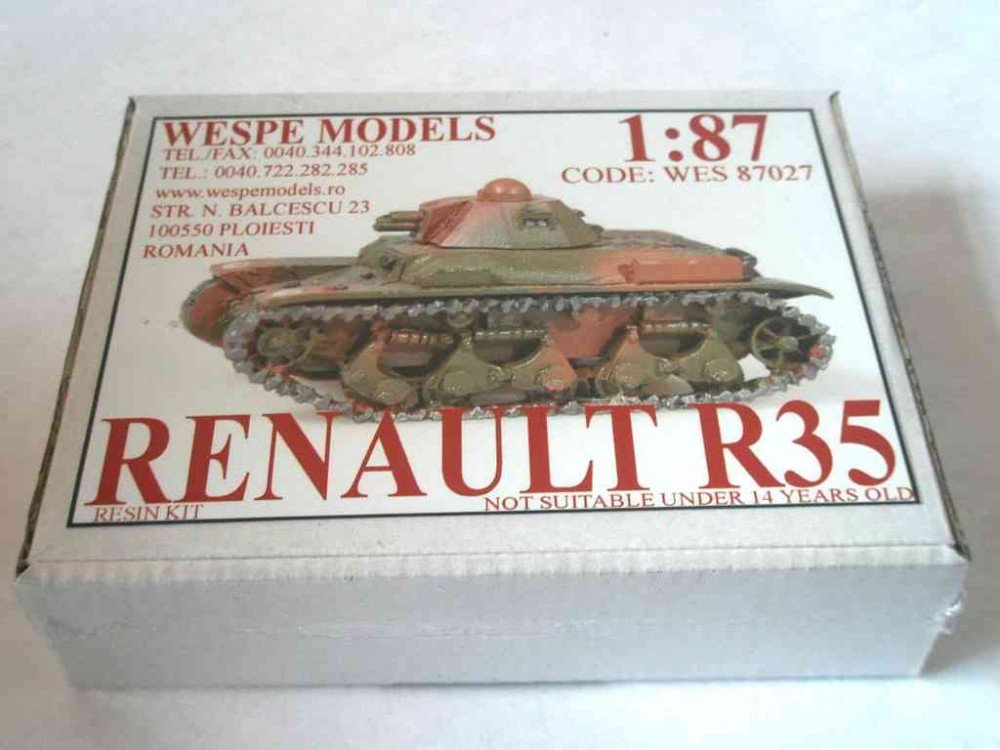 WESPE MODELS
TEL./FAX: 0040.344.102.808
TEL.: 0040.722.282.285
www.wespemodels.ro
STR. N. BALCESCU 23
100550 PLOIESTI
ROMANIA
1:87
CODE: WES 87027
RENAULT R35
RESIN KIT
NOT SUITABLE UNDER 14 YEARS OLD